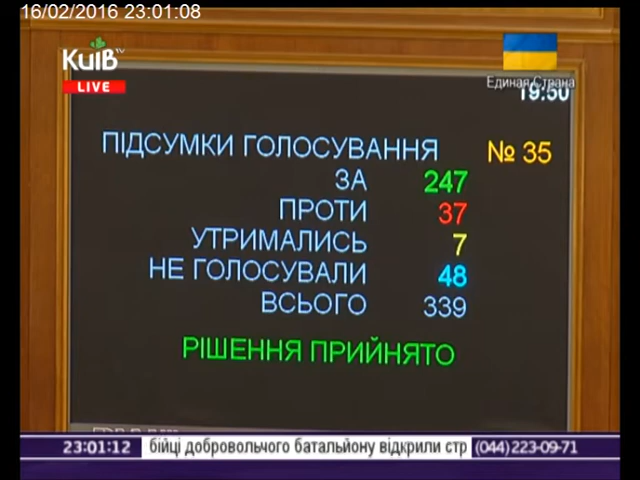 16/02/2016 23:01:08
КиїВ TV
LIVE
Единая Страна
19:50
ПІДСУМКИ ГОЛОСУВАННЯ № 35
ЗА 247
ПРОТИ 37
УТРИМАЛИСЬ 7
НЕ ГОЛОСУВАЛИ 48
ВСЬОГО 339
РІШЕННЯ ПРИЙНЯТО
23:01:12 бійці добровольчого батальйону відкрили стр (044) 223-09-71